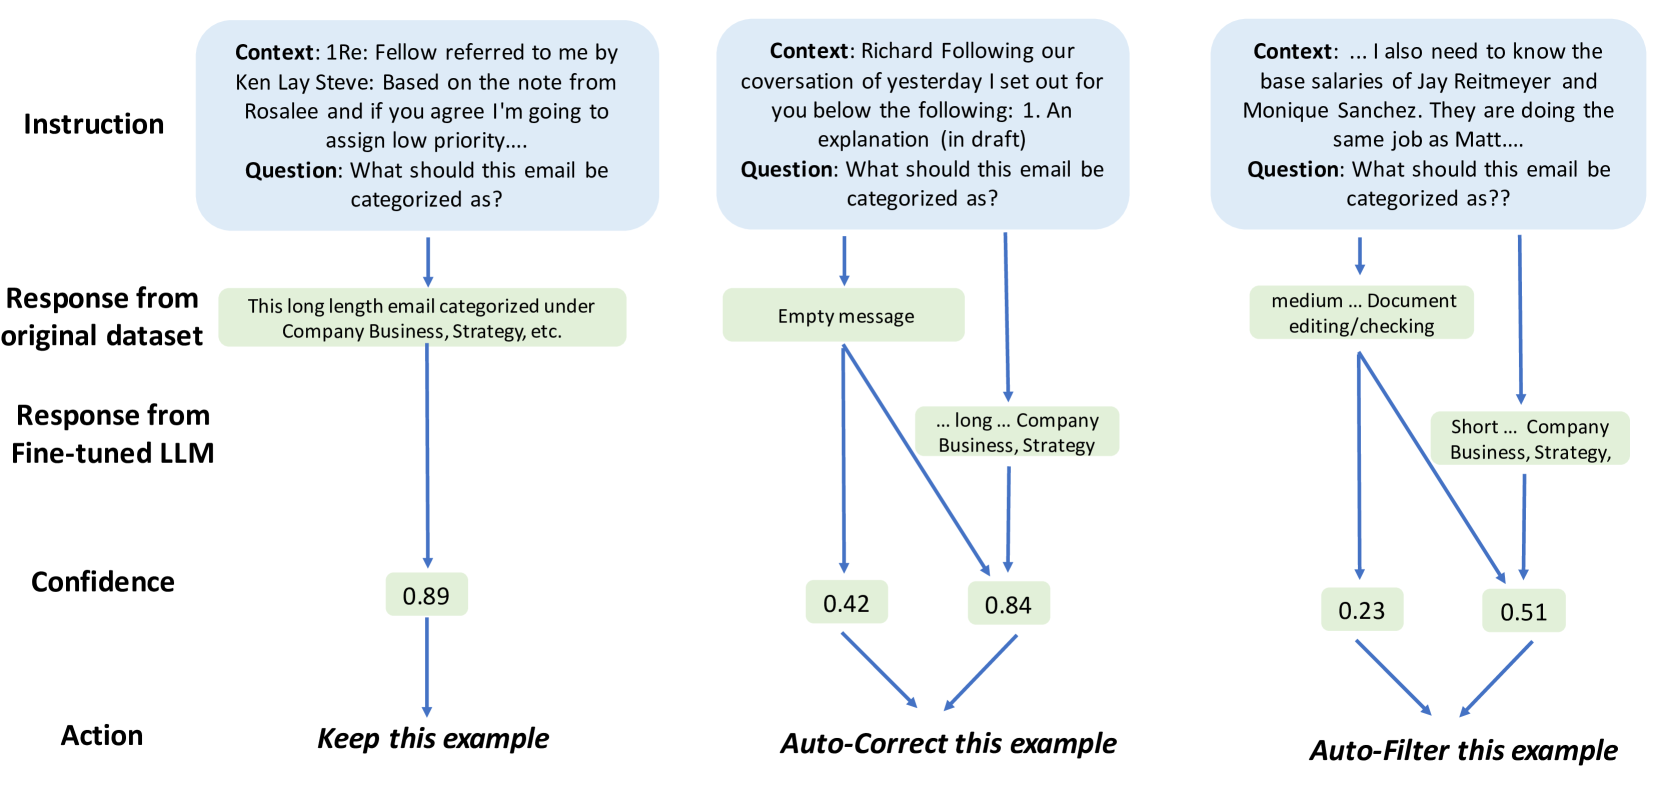 Instruction
Context: 1Re: Fellow referred to me by
Ken Lay Steve: Based on the note from
Rosalee and if you agree I'm going to
assign low priority....
Question: What should this email be
categorized as?
Context: Richard Following our
coversation of yesterday I set out for
you below the following: 1. An
explanation (in draft)
Question: What should this email be
categorized as?
Context: ... I also need to know the
base salaries of Jay Reitmeyer and
Monique Sanchez. They are doing the
same job as Matt....
Question: What should this email be
categorized as??
Response from
original dataset
This long length email categorized under
Company Business, Strategy, etc.
Empty message
medium ... Document
editing/checking
Response from
Fine-tuned LLM
... long ... Company
Business, Strategy
Short ... Company
Business, Strategy,
Confidence
0.89
0.42
0.84
0.23
0.51
Action
Keep this example
Auto-Correct this example
Auto-Filter this example